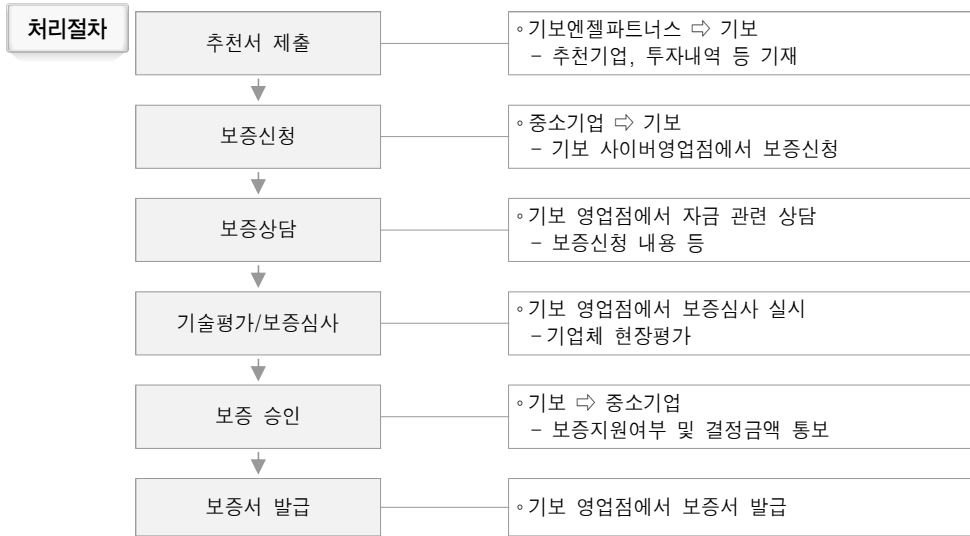 처리절차
추천서 제출
◦기보엔젤파트너스 ⇨ 기보
- 추천기업, 투자내역 등 기재
보증신청
◦중소기업 ⇨ 기보
- 기보 사이버영업점에서 보증신청
보증상담
◦기보 영업점에서 자금 관련 상담
- 보증신청 내용 등
기술평가/보증심사
◦기보 영업점에서 보증심사 실시
-기업체 현장평가
보증 승인
◦기보 ⇨ 중소기업
- 보증지원여부 및 결정금액 통보
보증서 발급
◦기보 영업점에서 보증서 발급